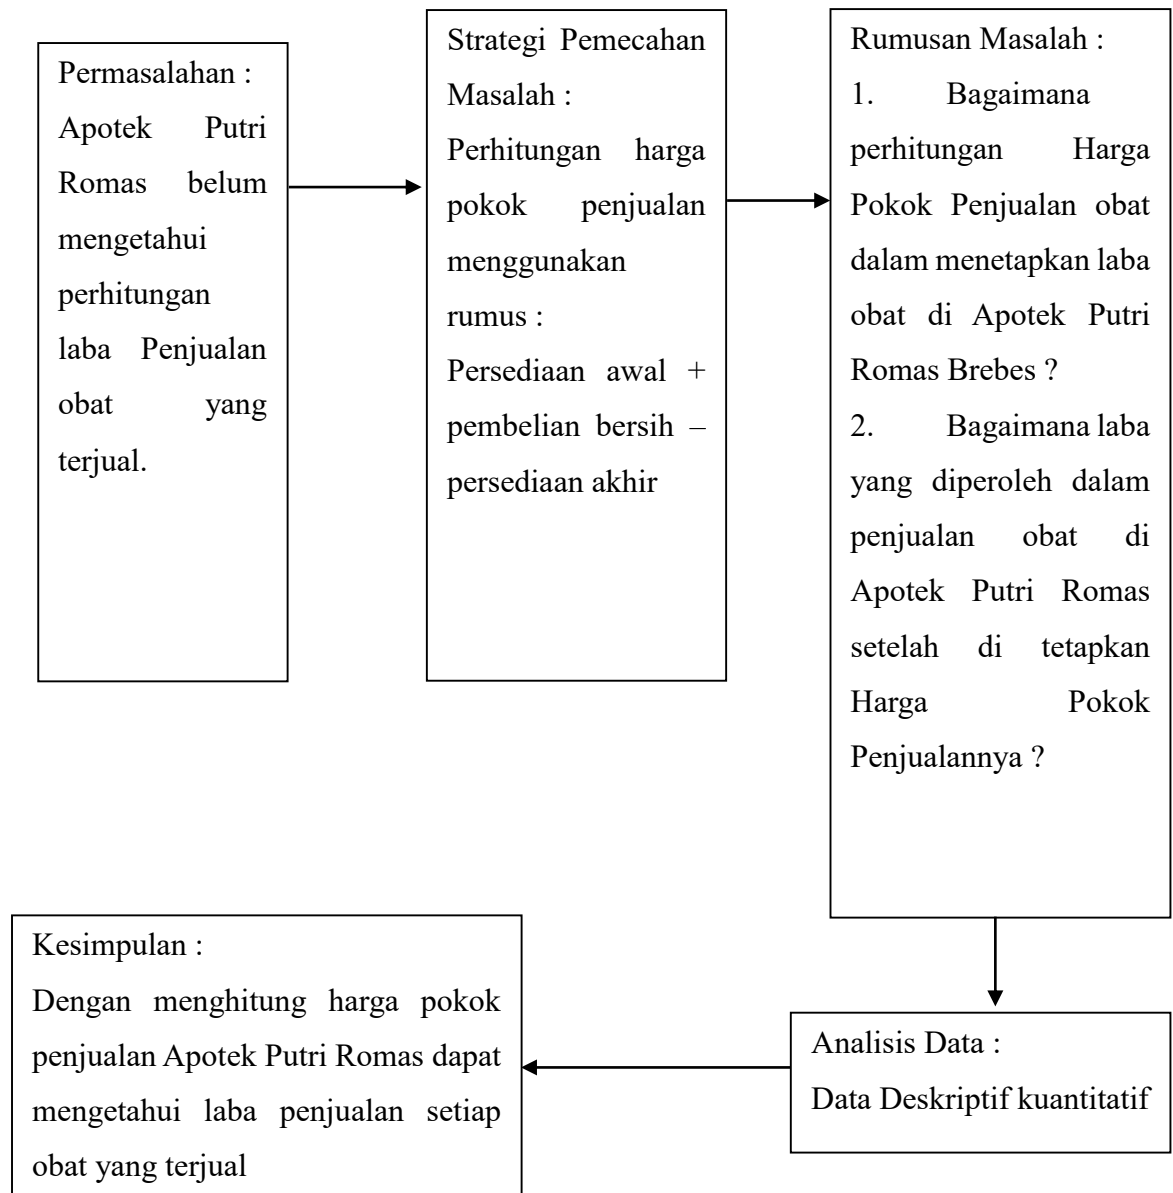 Permasalahan :
Apotek Putri
Romas belum
mengetahui
perhitungan
laba Penjualan
obat yang
terjual.
Strategi Pemecahan
Masalah :
Perhitungan harga
pokok penjualan
menggunakan
rumus :
Persediaan awal +
pembelian bersih –
persediaan akhir
Rumusan Masalah :
1. Bagaimana
perhitungan Harga
Pokok Penjualan obat
dalam menetapkan laba
obat di Apotek Putri
Romas Brebes ?
2. Bagaimana laba
yang diperoleh dalam
penjualan obat di
Apotek Putri Romas
setelah di tetapkan
Harga Pokok
Penjualannya ?
Analisis Data :
Data Deskriptif kuantitatif
Kesimpulan :
Dengan menghitung harga pokok
penjualan Apotek Putri Romas dapat
mengetahui laba penjualan setiap
obat yang terjual